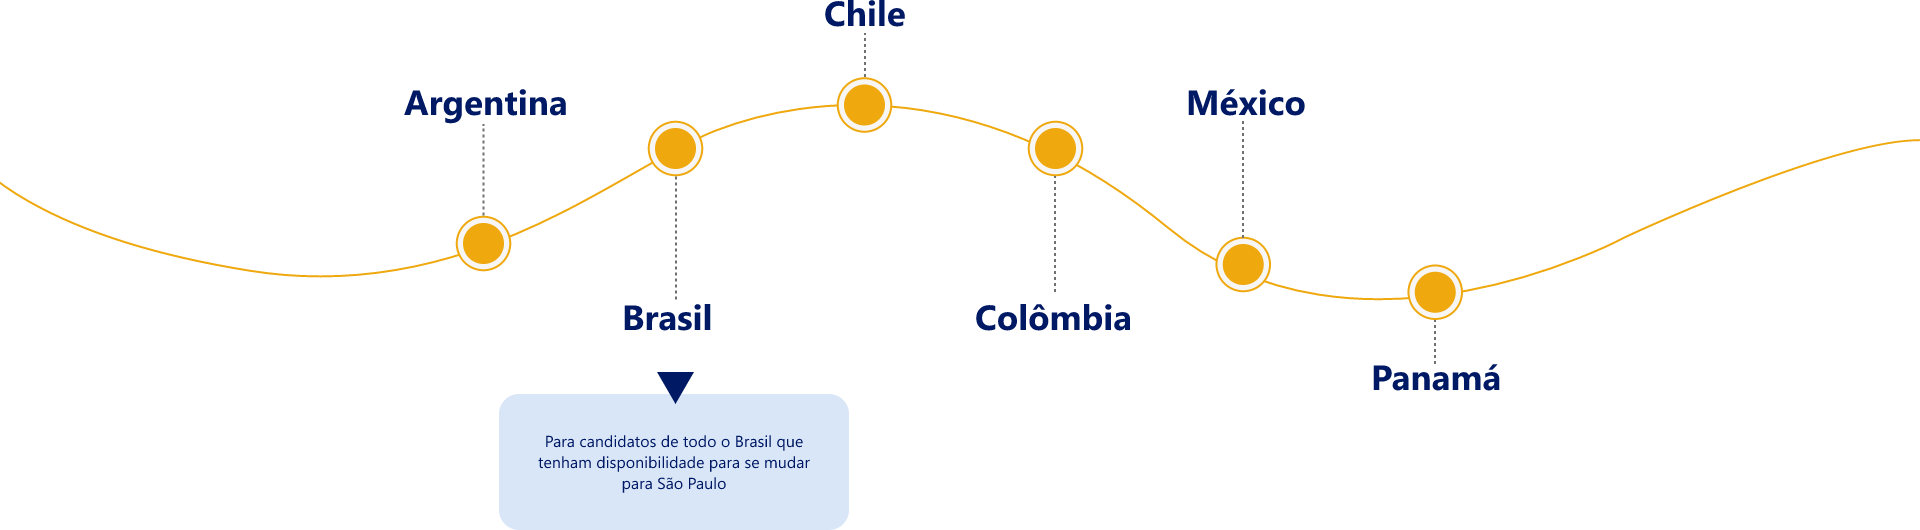 Chile
Argentina
México
Brasil
Colômbia
Panamá
Para candidatos de todo o Brasil que
tenham disponibilidade para se mudar
para São Paulo